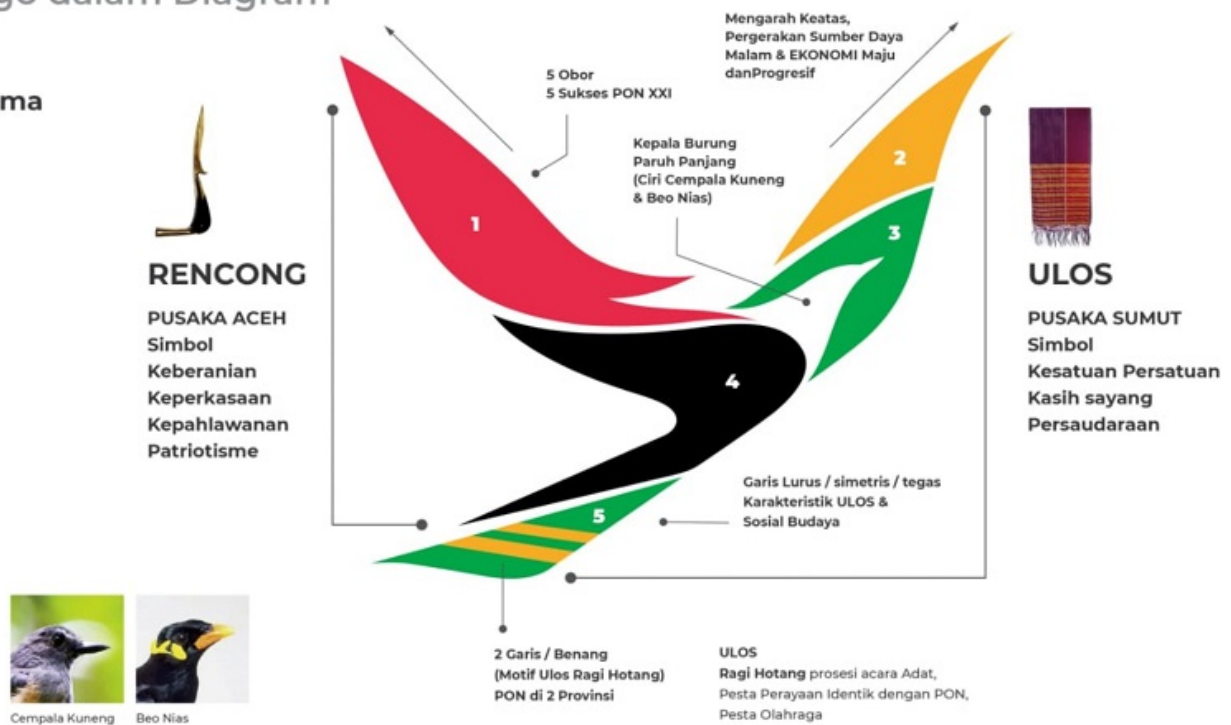 dalam Diagram
ma
RENCONG
PUSAKA ACEH
Simbol
Keberanian
Keperkasaan
Kepahlawanan
Patriotisme
5 Obor
5 Sukses PON XXI
Mengarah Keatas,
Pergerakan Sumber Daya
Malam & EKONOMI Maju
danProgresif
Kepala Burung
Paruh Panjang
(Ciri Cempala Kuneng
& Beo Nias)
1
2
3
4
5
ULOS
PUSAKA SUMUT
Simbol
Kesatuan Persatuan
Kasih sayang
Persaudaraan
Garis Lurus / simetris / tegas
Karakteristik ULOS &
Sosial Budaya
2 Garis / Benang
(Motif Ulos Ragi Hotang)
PON di 2 Provinsi
ULOS
Ragi Hotang prosesi acara Adat,
Pesta Perayaan Identik dengan PON,
Pesta Olahraga
Cempala Kuneng
Beo Nias